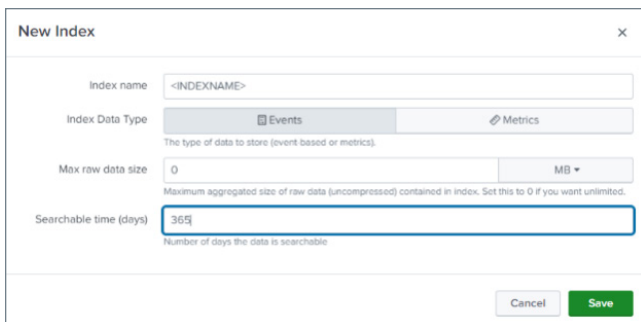 New Index
×
Index name <INDEXNAME>
Index Data Type Events Metrics
The type of data to store (event-based or metrics).
Max raw data size 0 MB ▾
Maximum aggregated size of raw data (uncompressed) contained in index. Set this to 0 if you want unlimited.
Searchable time (days) 365
Number of days the data is searchable
Cancel Save